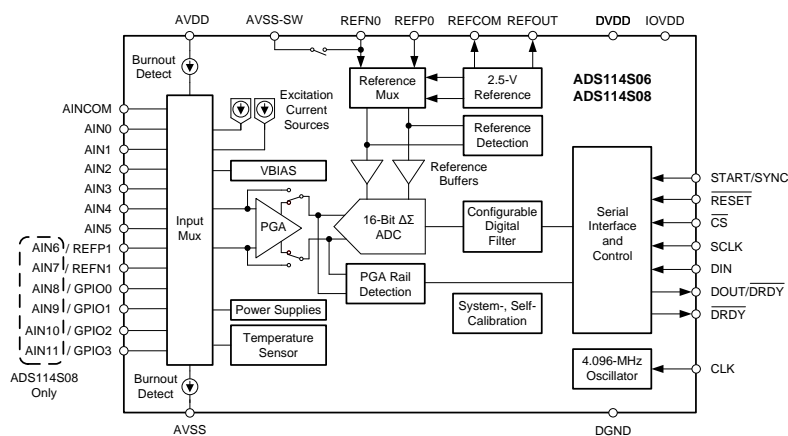 AVDD
AVSS-SW
REFN0
REFP0
REFCOM
REFOUT
DVDD
IOVDD
Burnout
Detect
Excitation
Current
Sources
Reference
Mux
2.5-V
Reference
ADS114S06
ADS114S08
AINCOM
AIN0
AIN1
AIN2
AIN3
AIN4
AIN5
AIN6 / REFP1
AIN7 / REFN1
AIN8 / GPIO0
AIN9 / GPIO1
AIN10 / GPIO2
AIN11 / GPIO3
ADS114S08
Only
Input
Mux
VBIAS
PGA
Reference
Detection
Reference
Buffers
16-Bit ΔΣ
ADC
Configurable
Digital
Filter
Serial
Interface
and
Control
PGA Rail
Detection
Power Supplies
Temperature
Sensor
System-, Self-
Calibration
START/SYNC
RESET
CS
SCLK
DIN
DOUT/DRDY
DRDY
4.096-MHz
Oscillator
CLK
Burnout
Detect
AVSS
DGND